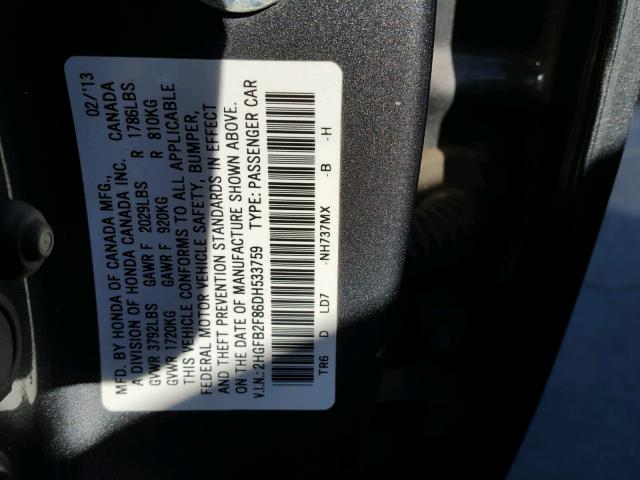 MFD. BY HONDA OF CANADA MFG., 02/'13
A DIVISION OF HONDA CANADA INC. CANADA
GVWR 3792LBS GAWR F 2029LBS R 1786LBS
GVWR 1720KG GAWR F 920KG R 810KG
THIS VEHICLE CONFORMS TO ALL APPLICABLE
FEDERAL MOTOR VEHICLE SAFETY, BUMPER,
AND THEFT PREVENTION STANDARDS IN EFFECT
ON THE DATE OF MANUFACTURE SHOWN ABOVE.
V.I.N.: 2HGFB2F86DH533759 TYPE: PASSENGER CAR
TR6 D LD7 -NH737MX -B -H